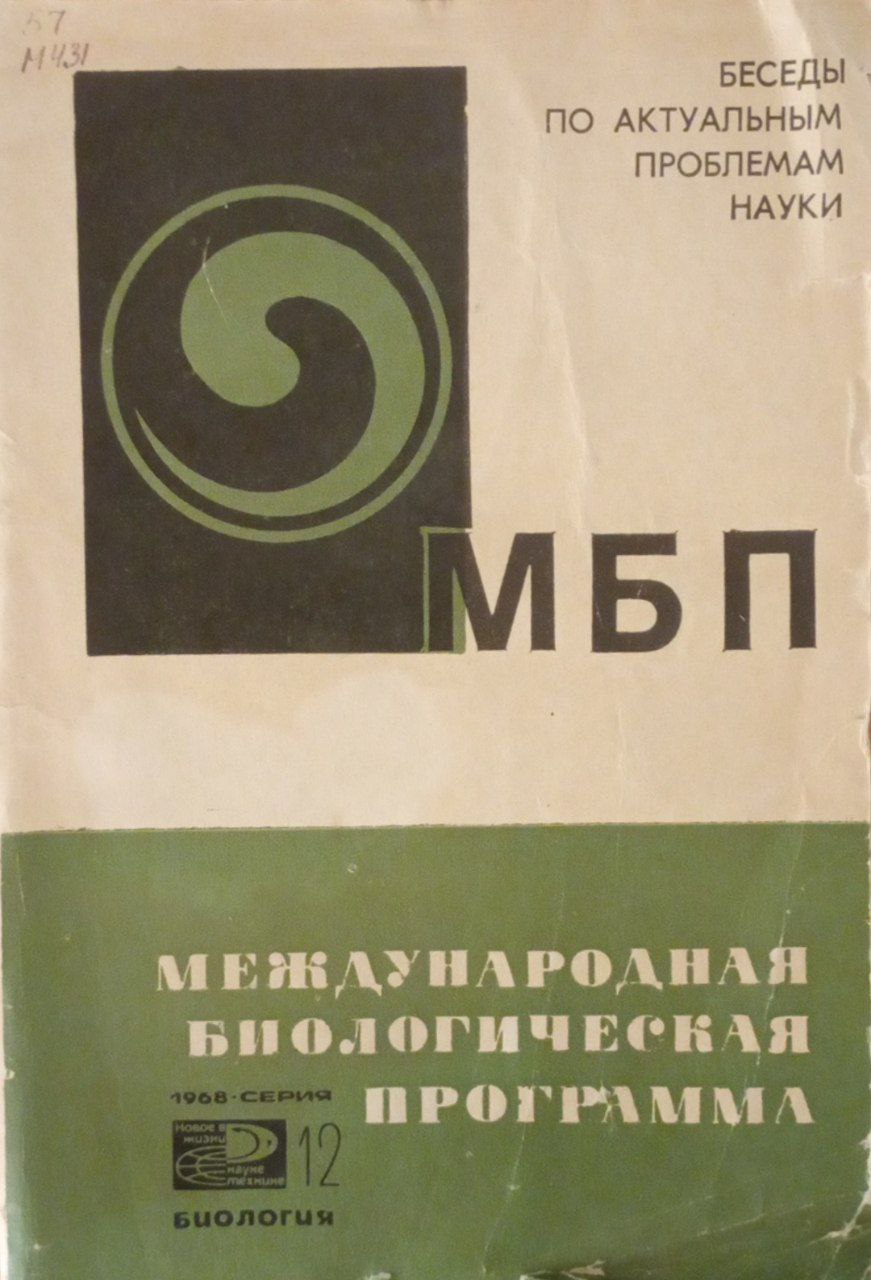 57
М431
БЕСЕДЫ
ПО АКТУАЛЬНЫМ
ПРОБЛЕМАМ
НАУКИ
МБП
МЕЖДУНАРОДНАЯ
БИОЛОГИЧЕСКАЯ
ПРОГРАММА
1968·СЕРИЯ
Новое в
жизни
науке
технике
12
БИОЛОГИЯ